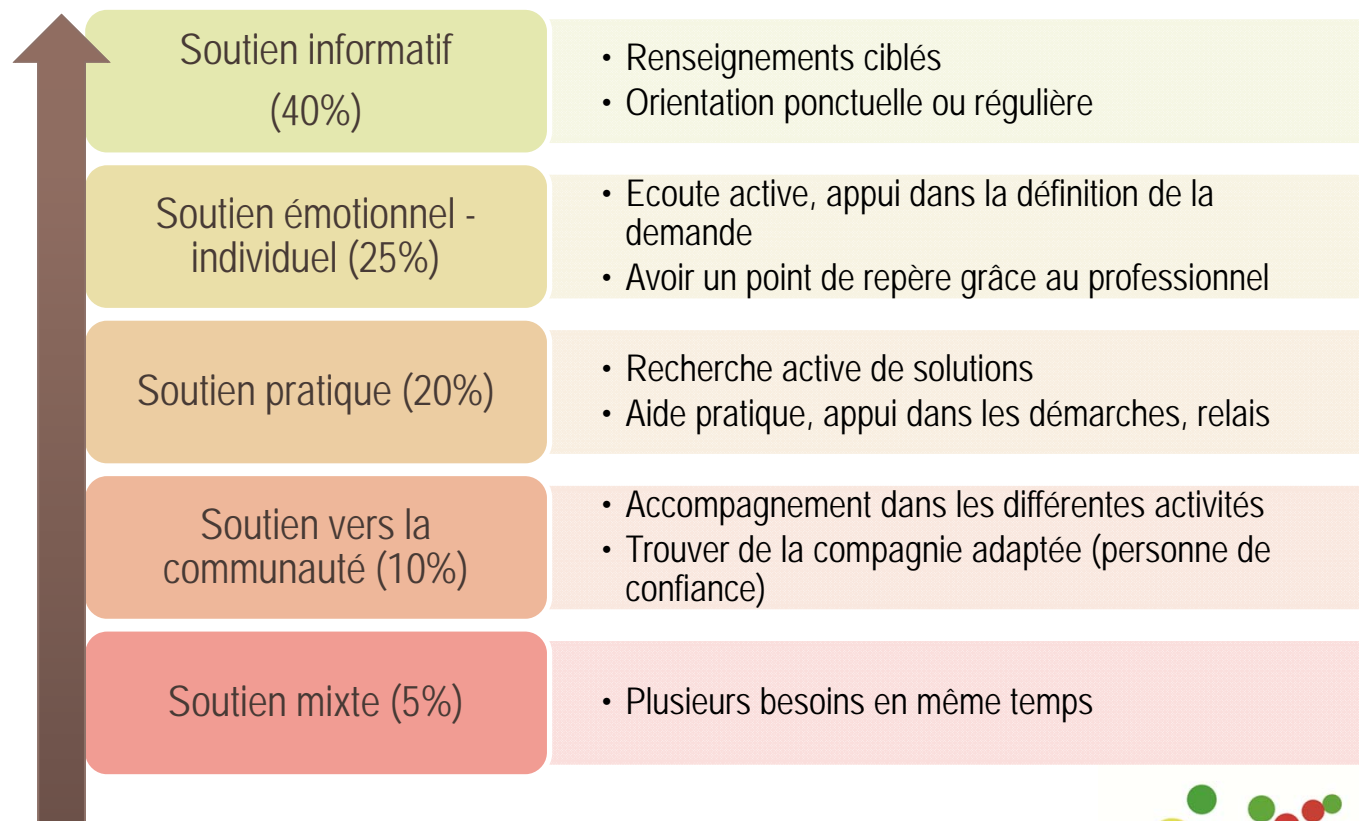 Soutien informatif
(40%)
• Renseignements ciblés
• Orientation ponctuelle ou régulière
Soutien émotionnel -
individuel (25%)
• Ecoute active, appui dans la définition de la
demande
• Avoir un point de repère grâce au professionnel
Soutien pratique (20%)
• Recherche active de solutions
• Aide pratique, appui dans les démarches, relais
Soutien vers la
communauté (10%)
• Accompagnement dans les différentes activités
• Trouver de la compagnie adaptée (personne de
confiance)
Soutien mixte (5%)
• Plusieurs besoins en même temps